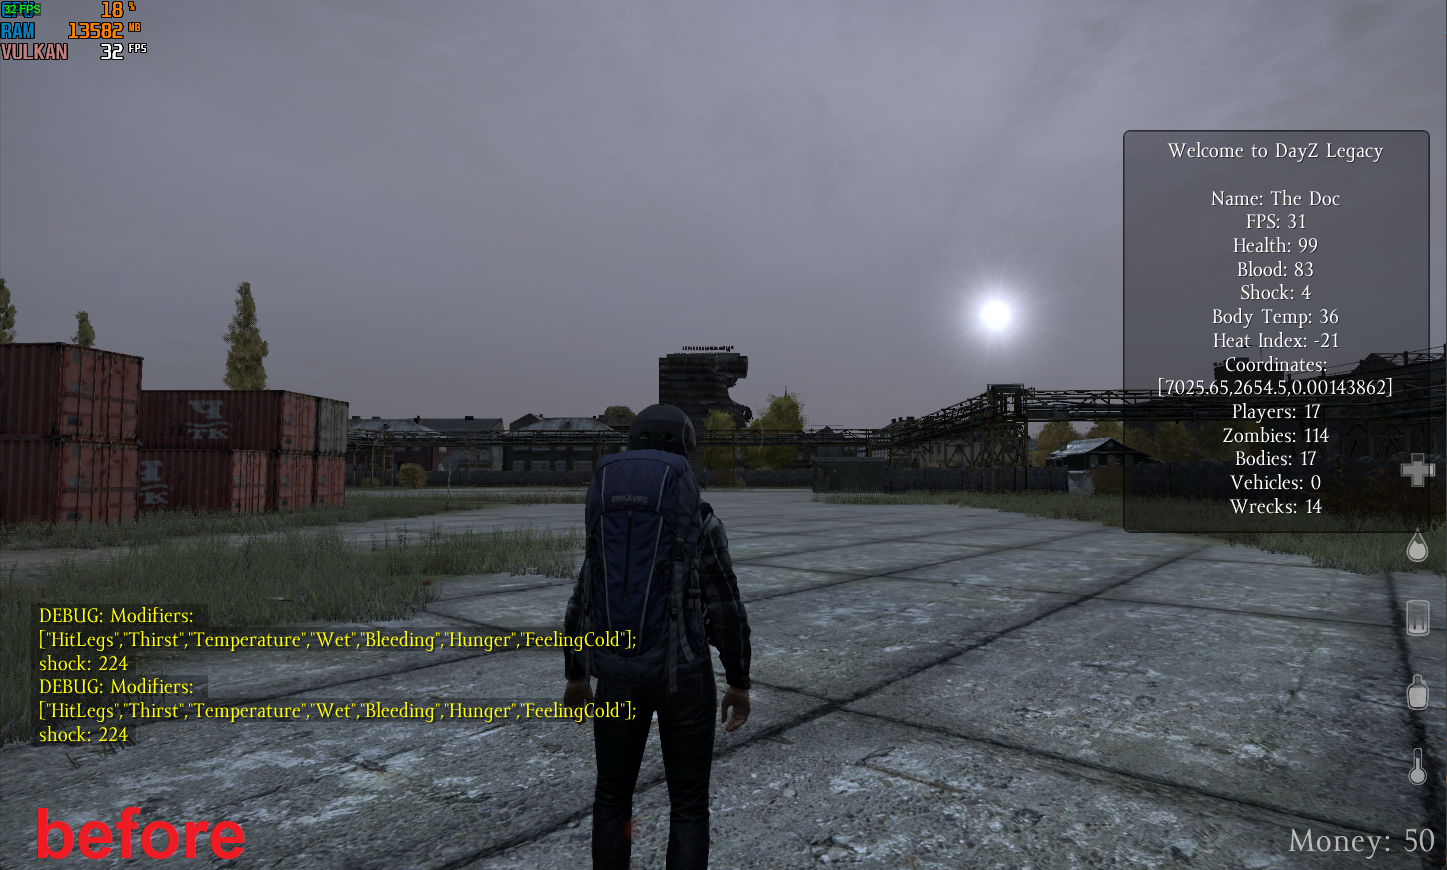 32 FPS
18 %
RAM 13582 MB
VULKAN 32 FPS
Welcome to DayZ Legacy
Name: The Doc
FPS: 31
Health: 99
Blood: 83
Shock: 4
Body Temp: 36
Heat Index: -21
Coordinates:
[7025.65,2654.5,0.00143862]
Players: 17
Zombies: 114
Bodies: 17
Vehicles: 0
Wrecks: 14
DEBUG: Modifiers:
["HitLegs","Thirst","Temperature","Wet","Bleeding","Hunger","FeelingCold"];
shock: 224
DEBUG: Modifiers:
["HitLegs","Thirst","Temperature","Wet","Bleeding","Hunger","FeelingCold"];
shock: 224
before
Money: 50